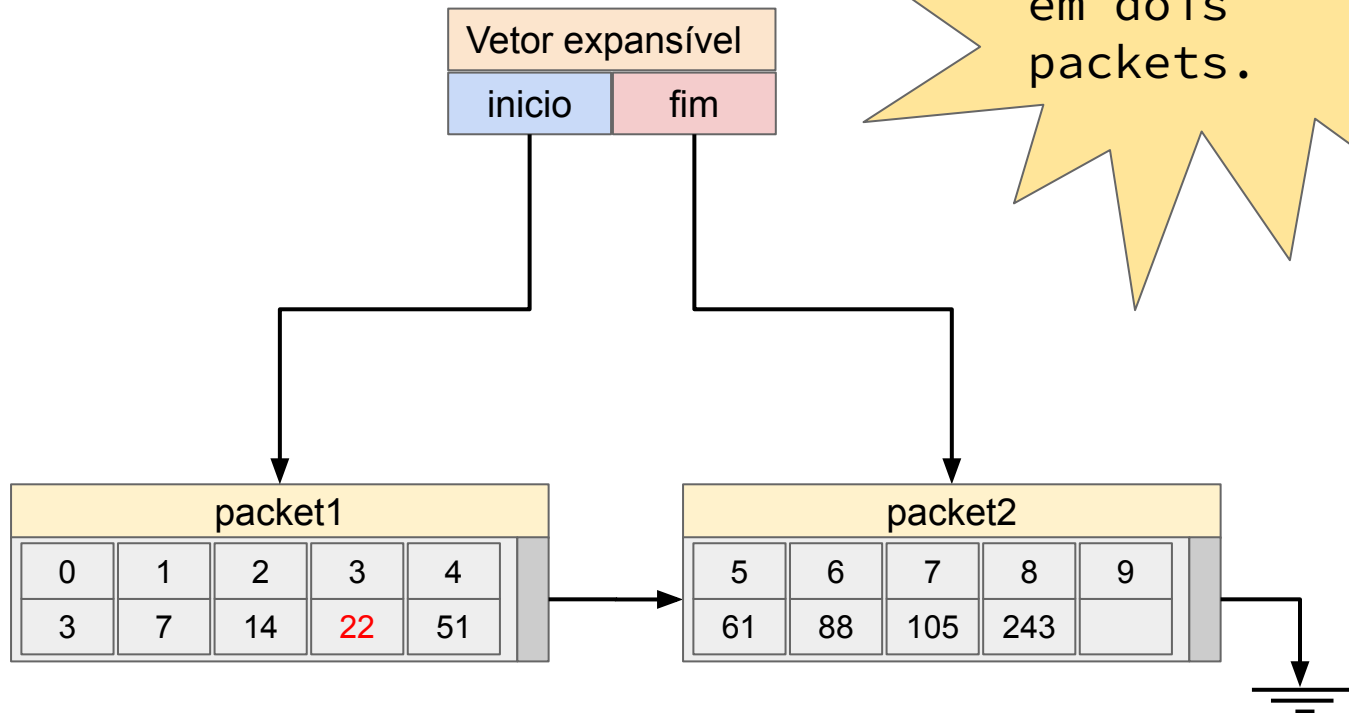 em dois
packets.
Vetor expansível
inicio fim
packet1
0 1 2 3 4
3 7 14 22 51
packet2
5 6 7 8 9
61 88 105 243